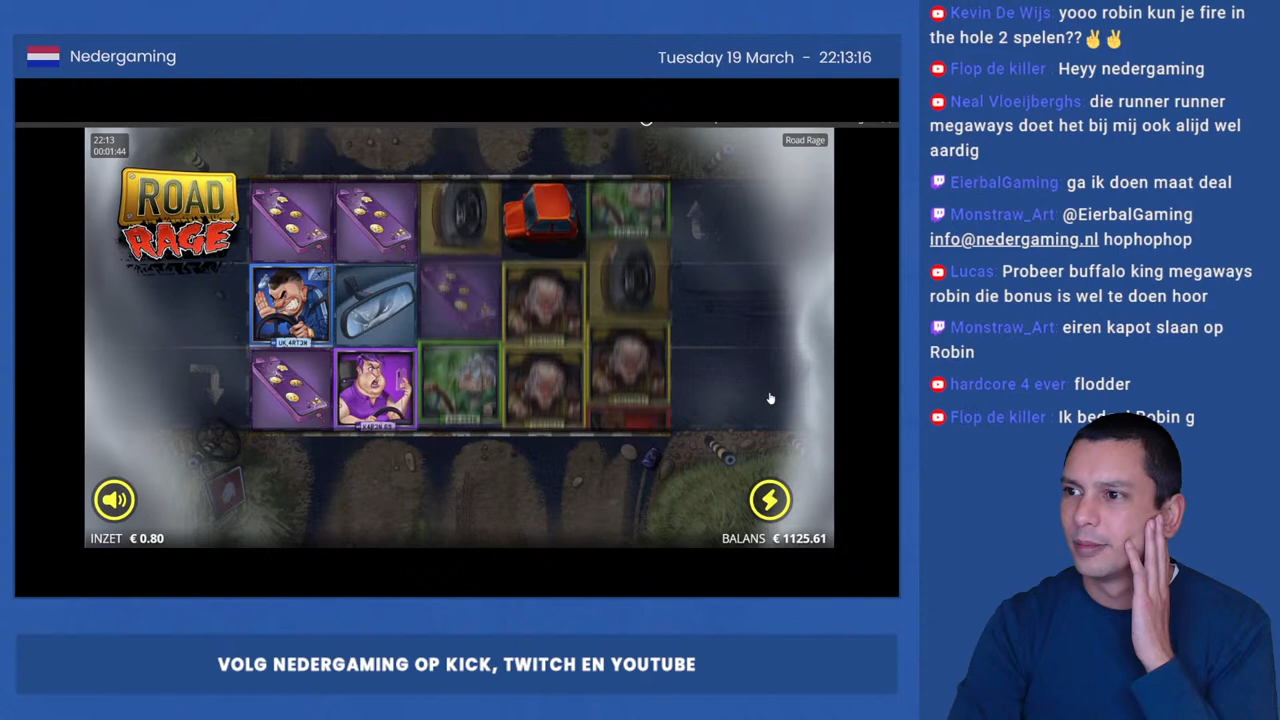 Nedergaming
Tuesday 19 March - 22:13:16
22:13
00:01:44
Road Rage
ROAD
RAGE
INZET € 0.80
BALANS € 1125.61
VOLG NEDERGAMING OP KICK, TWITCH EN YOUTUBE
Kevin De Wijs: yooo robin kun je fire in
the hole 2 spelen??✌✌
Flop de killer: Heyy nedergaming
Neal Vloeijberghs: die runner runner
megaways doet het bij mij ook alijd wel
aardig
EierbalGaming: ga ik doen maat deal
Monstraw_Art: @EierbalGaming
info@nedergaming.nl hophophop
Lucas: Probeer buffalo king megaways
robin die bonus is wel te doen hoor
Monstraw_Art: eiren kapot slaan op
Robin
hardcore 4 ever: flodder
Flop de killer: Ik Robin g